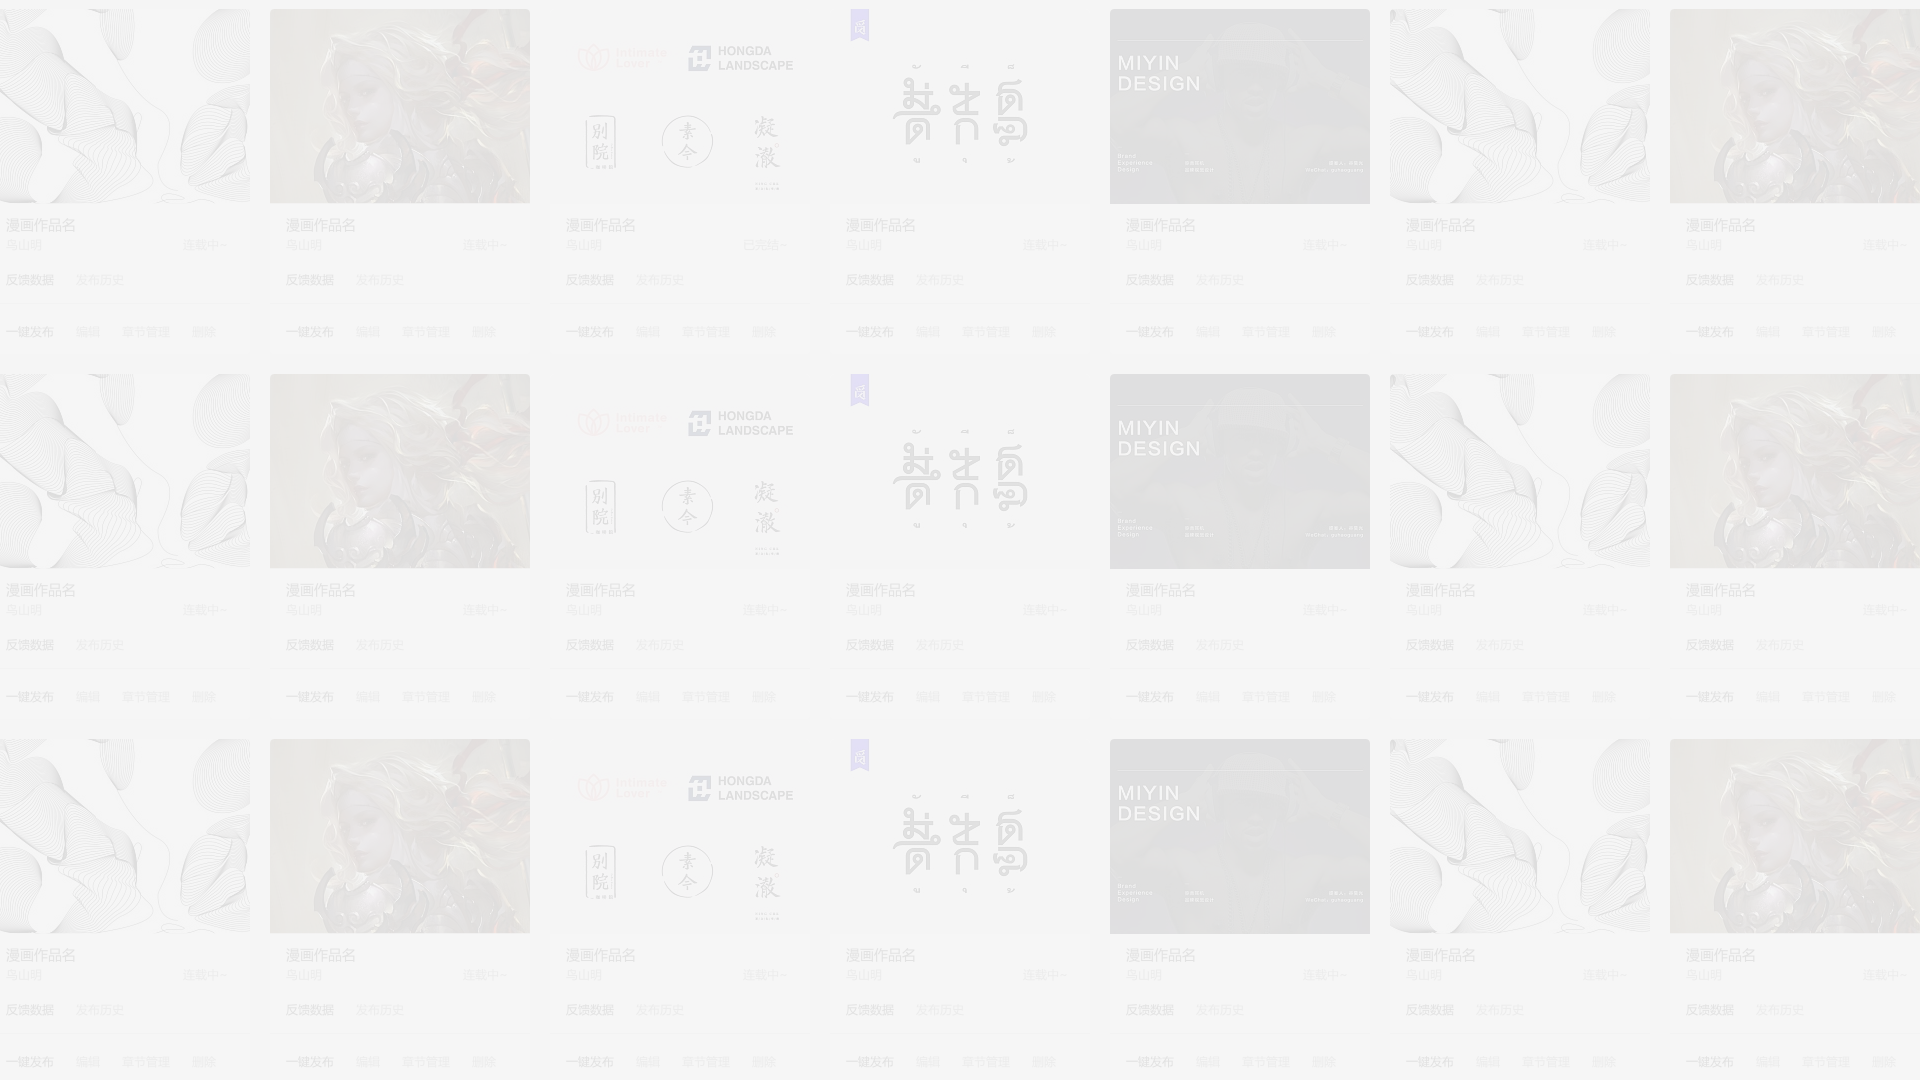 Intimate
Lover
HONGDA
LANDSCAPE
別院
素今
凝澈
MIYIN
DESIGN
Brand
Experience
Design
漫画作品名
鸟山明 连载中~
反馈数据 发布历史
一键发布 编辑 章节管理 删除
漫画作品名
鸟山明 连载中~
反馈数据 发布历史
一键发布 编辑 章节管理 删除
漫画作品名
鸟山明 已完结~
反馈数据 发布历史
一键发布 编辑 章节管理 删除
漫画作品名
鸟山明 连载中~
反馈数据 发布历史
一键发布 编辑 章节管理 删除
漫画作品名
鸟山明 连载中~
反馈数据 发布历史
一键发布 编辑 章节管理 删除
漫画作品名
鸟山明 连载中~
反馈数据 发布历史
一键发布 编辑 章节管理 删除
漫画作品名
鸟山明 连载中~
反馈数据 发布历史
一键发布 编辑 章节管理 删除
Intimate
Lover
HONGDA
LANDSCAPE
別院
素今
凝澈
MIYIN
DESIGN
Brand
Experience
Design
漫画作品名
鸟山明 连载中~
反馈数据 发布历史
一键发布 编辑 章节管理 删除
漫画作品名
鸟山明 连载中~
反馈数据 发布历史
一键发布 编辑 章节管理 删除
漫画作品名
鸟山明 连载中~
反馈数据 发布历史
一键发布 编辑 章节管理 删除
漫画作品名
鸟山明 连载中~
反馈数据 发布历史
一键发布 编辑 章节管理 删除
漫画作品名
鸟山明 连载中~
反馈数据 发布历史
一键发布 编辑 章节管理 删除
漫画作品名
鸟山明 连载中~
反馈数据 发布历史
一键发布 编辑 章节管理 删除
漫画作品名
鸟山明 连载中~
反馈数据 发布历史
一键发布 编辑 章节管理 删除
Intimate
Lover
HONGDA
LANDSCAPE
別院
素今
凝澈
MIYIN
DESIGN
Brand
Experience
Design
漫画作品名
鸟山明 连载中~
反馈数据 发布历史
一键发布 编辑 章节管理 删除
漫画作品名
鸟山明 连载中~
反馈数据 发布历史
一键发布 编辑 章节管理 删除
漫画作品名
鸟山明 连载中~
反馈数据 发布历史
一键发布 编辑 章节管理 删除
漫画作品名
鸟山明 连载中~
反馈数据 发布历史
一键发布 编辑 章节管理 删除
漫画作品名
鸟山明 连载中~
反馈数据 发布历史
一键发布 编辑 章节管理 删除
漫画作品名
鸟山明 连载中~
反馈数据 发布历史
一键发布 编辑 章节管理 删除
漫画作品名
鸟山明 连载中~
反馈数据 发布历史
一键发布 编辑 章节管理 删除